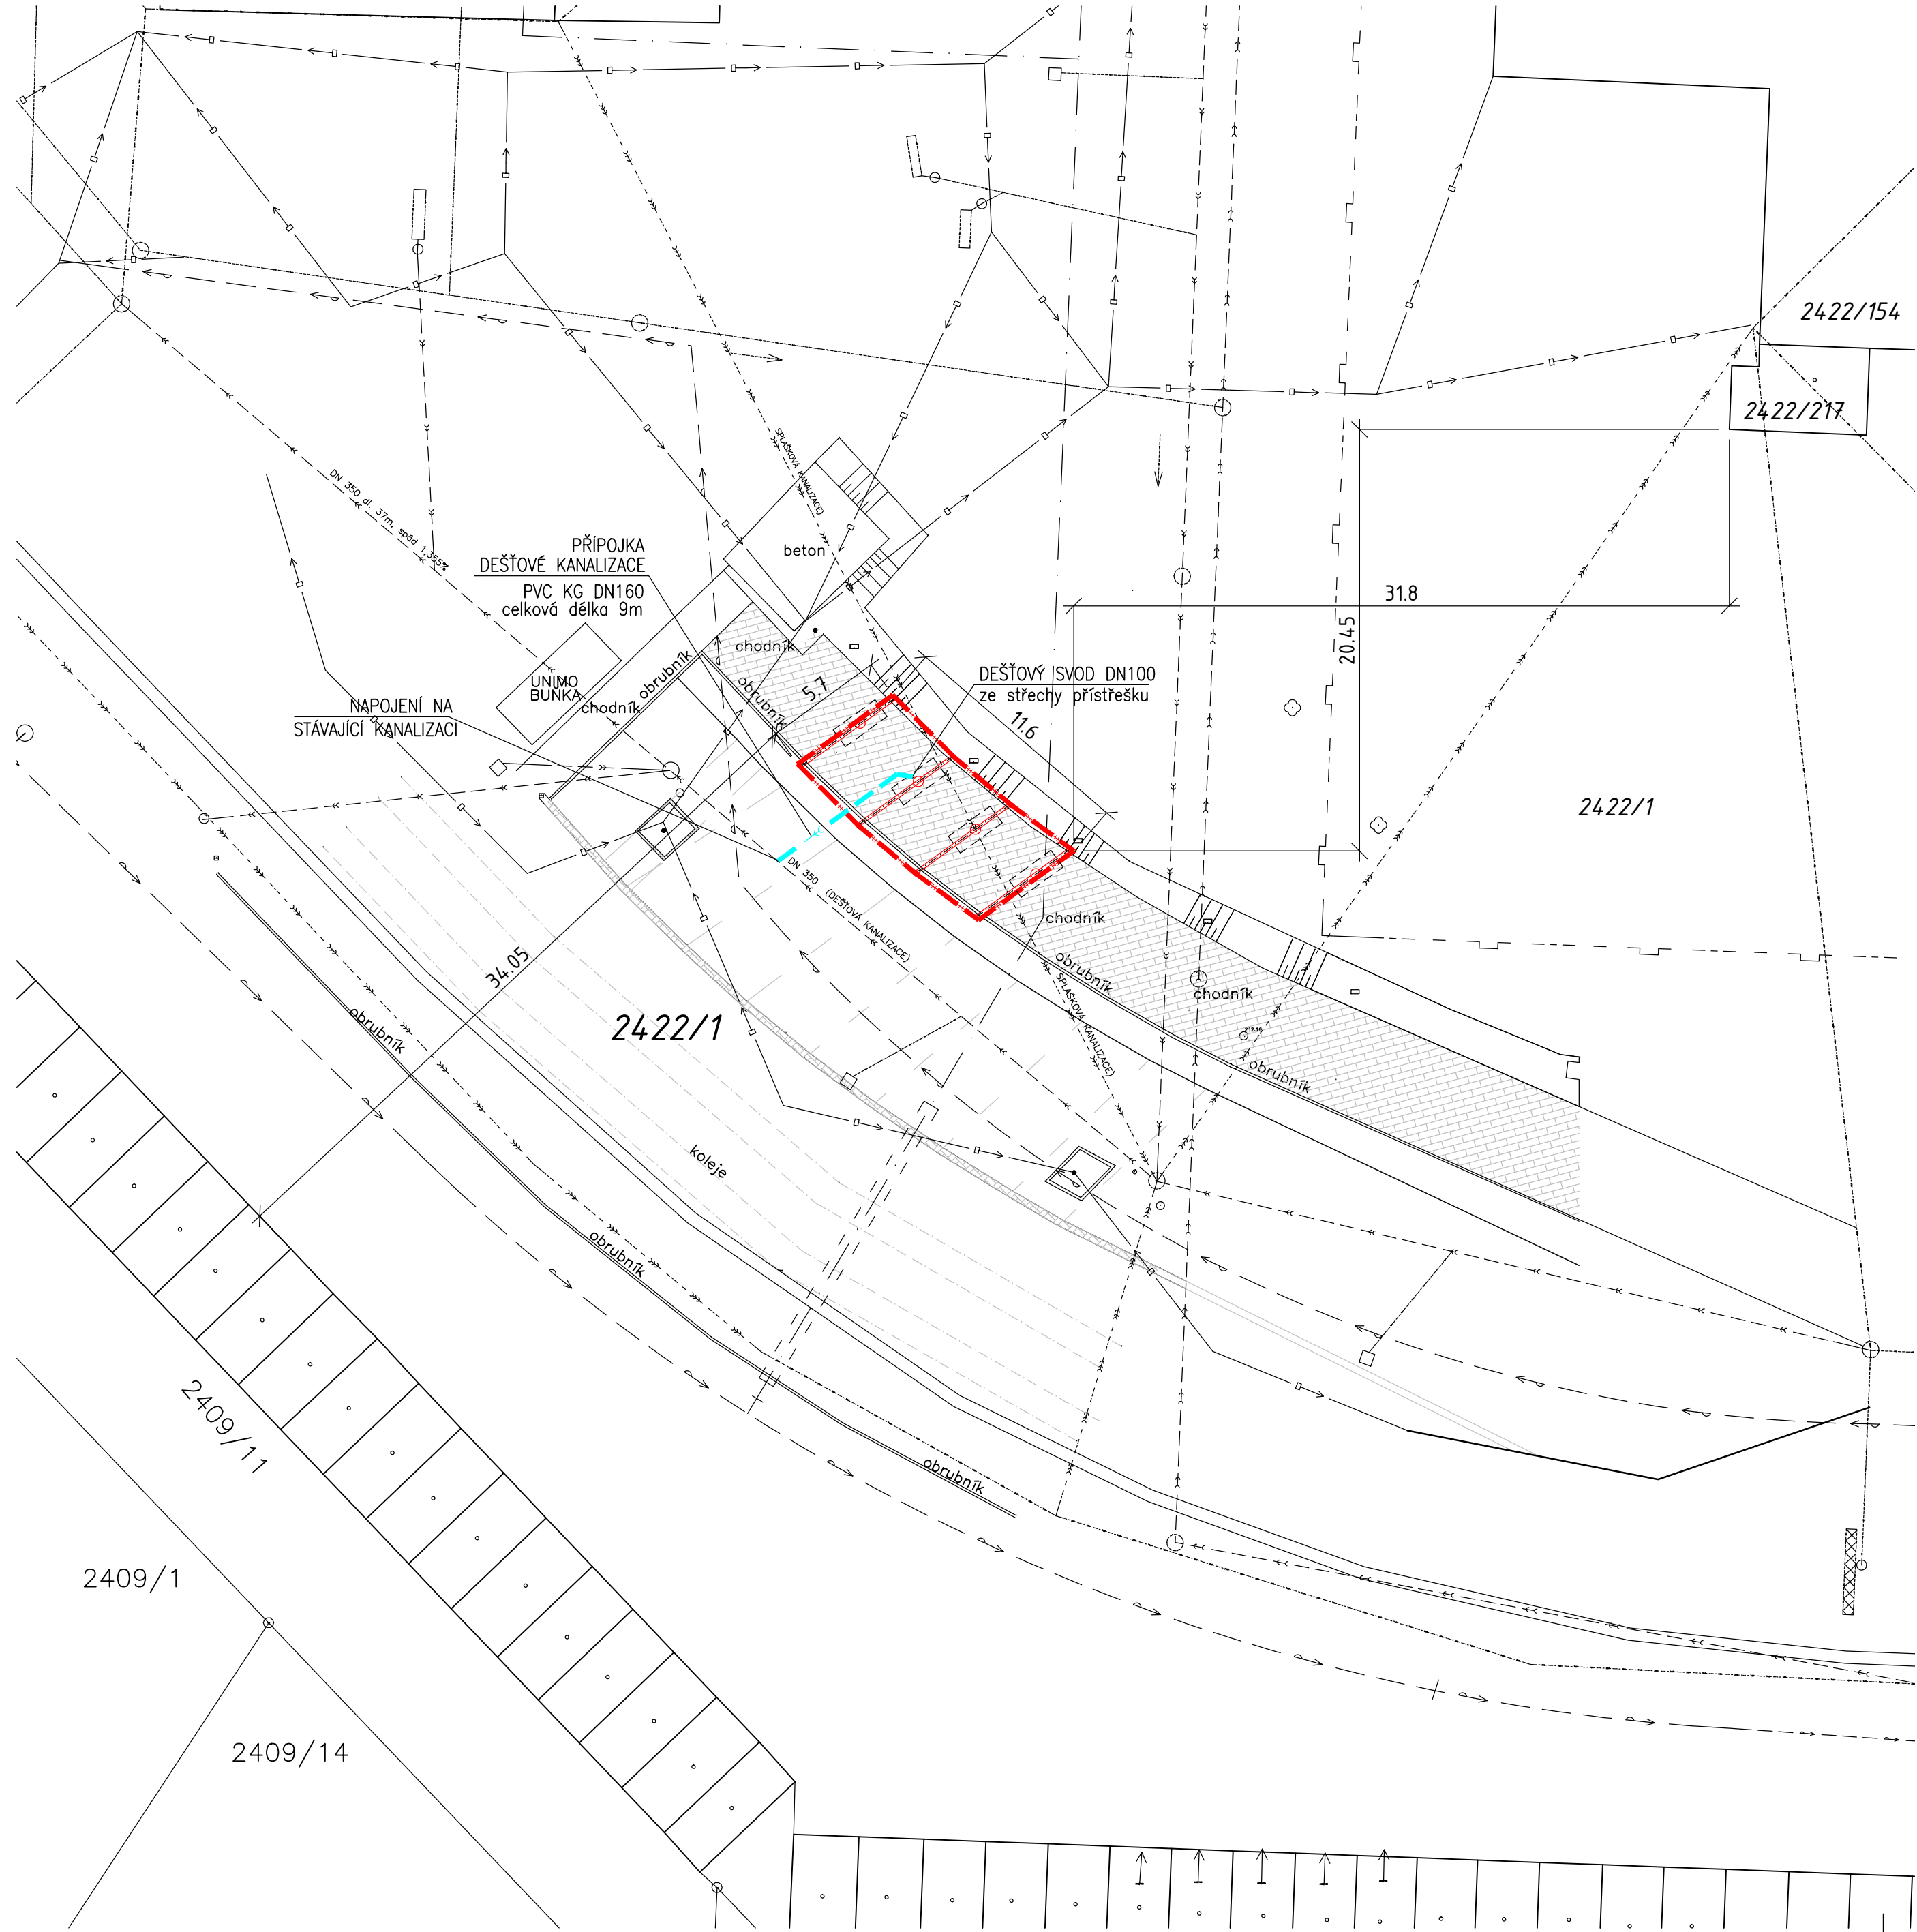 2422/154
2422/217
SPLAŠKOVÁ KANALIZACE)
DN 350 dl. 37m, spád 1,355%
PŘÍPOJKA
DEŠŤOVÉ KANALIZACE
PVC KG DN160
celková délka 9m
beton
31.8
20.45
chodník
obrubník
UNIMO
BUŇKA
chodník
obrubník
5.7
DEŠŤOVÝ SVOD DN100
ze střechy přístřešku
11.6
NAPOJENÍ NA
STÁVAJÍCÍ KANALIZACI
2422/1
DN 350 (DEŠŤOVÁ KANALIZACE)
chodník
34.05
obrubník
SPLAŠKOVÁ KANALIZACE)
chodník
2422/1
obrubník
obrubník
koleje
obrubník
obrubník
2409/11
2409/1
2409/14